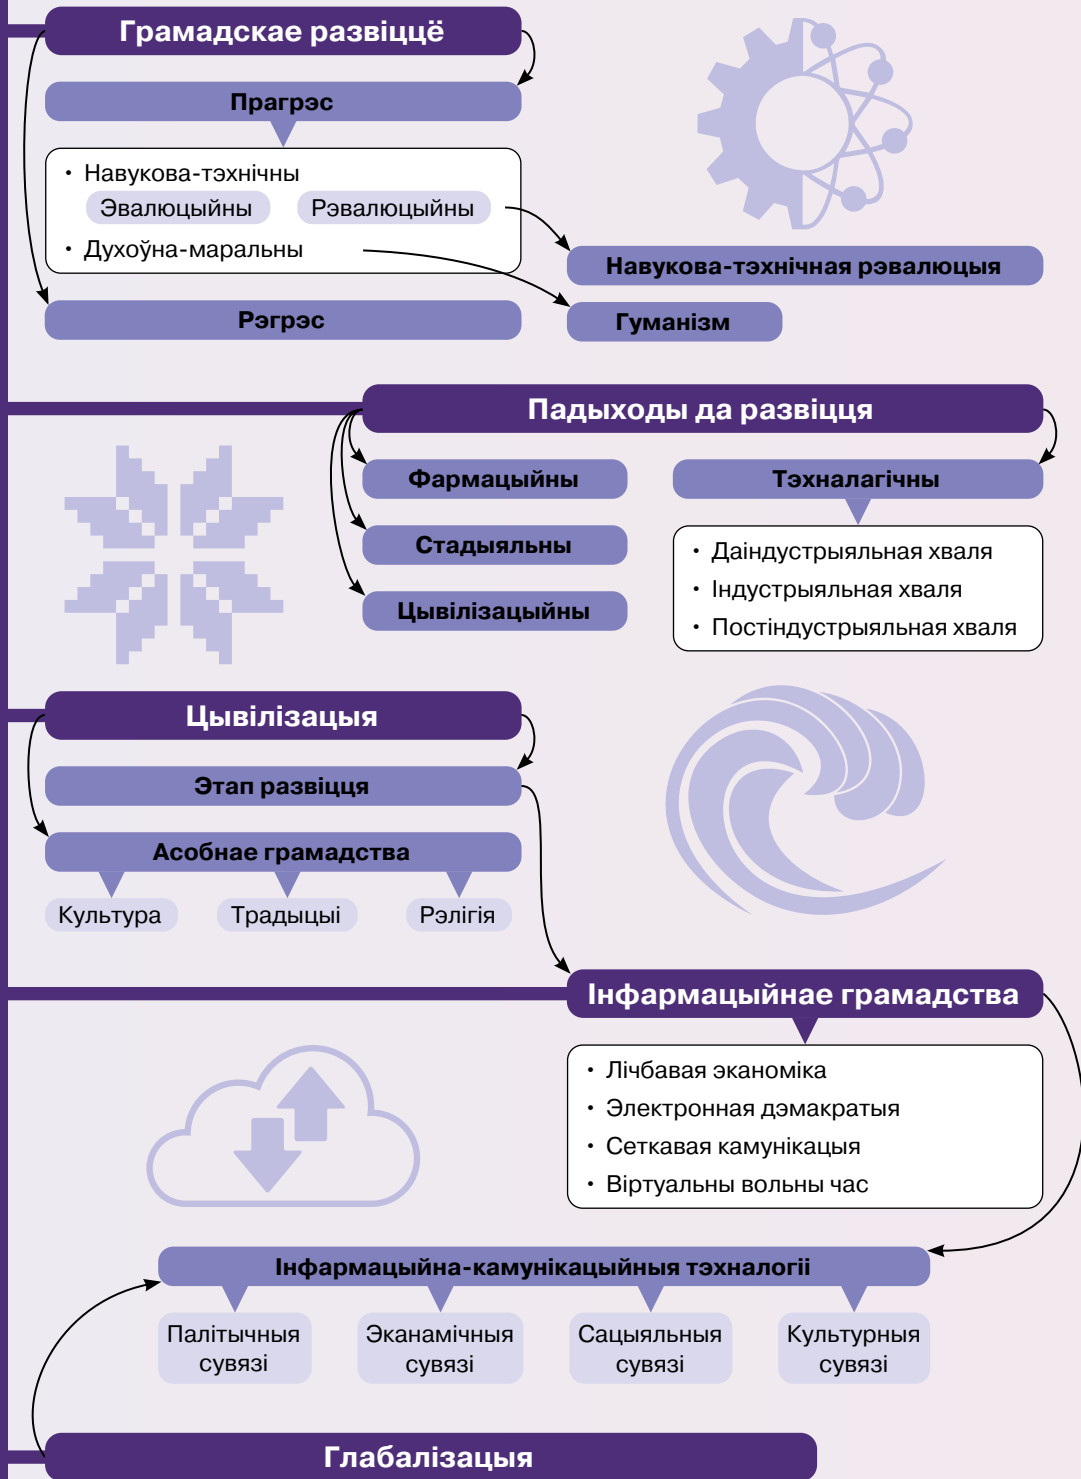 Грамадскае развіццё
Прагрэс
• Навукова-тэхнічны
Эвалюцыйны Рэвалюцыйны
• Духоўна-маральны
Навукова-тэхнічная рэвалюцыя
Рэгрэс
Гуманізм
Падыходы да развіцця
Фармацыйны
Стадыяльны
Цывілізацыйны
Тэхналагічны
• Даіндустрыяльная хваля
• Індустрыяльная хваля
• Постіндустрыяльная хваля
Цывілізацыя
Этап развіцця
Асобнае грамадства
Культура Традыцыі Рэлігія
Інфармацыйнае грамадства
• Лічбавая эканоміка
• Электронная дэмакратыя
• Сеткавая камунікацыя
• Віртуальны вольны час
Інфармацыйна-камунікацыйныя тэхналогіі
Палітычныя
сувязі
Эканамічныя
сувязі
Сацыяльныя
сувязі
Культурныя
сувязі
Глабалізацыя